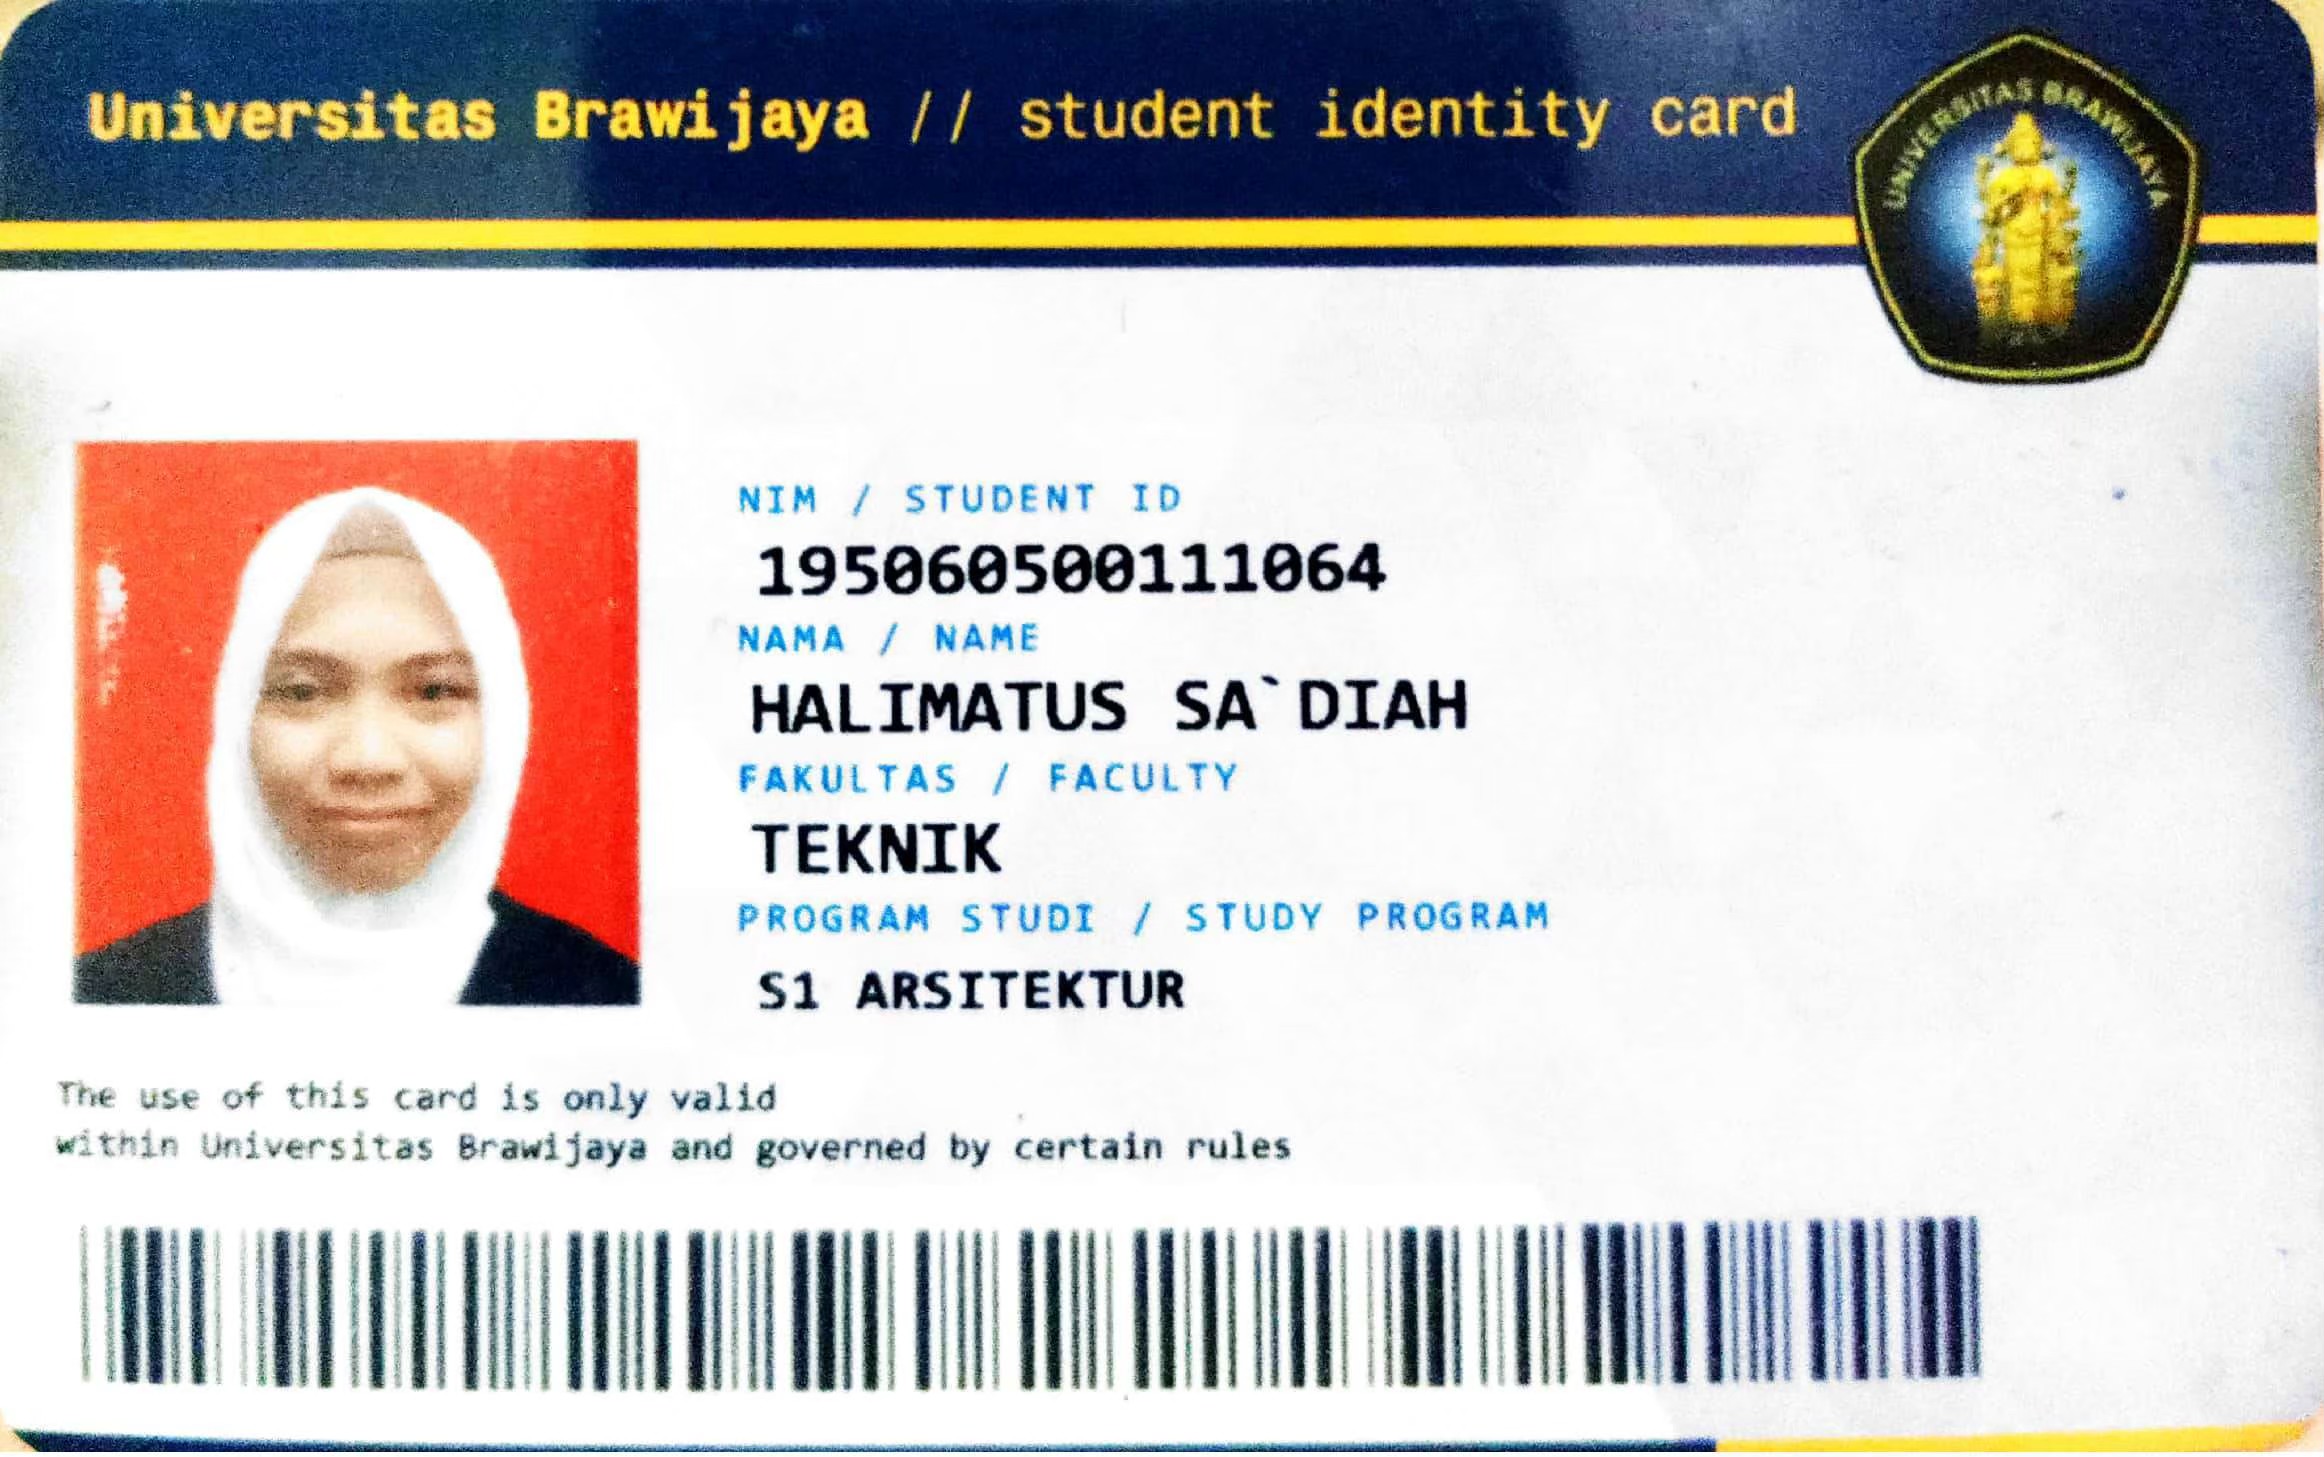 Universitas Brawijaya // student identity card
UNIVERSITAS BRAWIJAYA
NIM / STUDENT ID
195060500111064
NAMA / NAME
HALIMATUS SA`DIAH
FAKULTAS / FACULTY
TEKNIK
PROGRAM STUDI / STUDY PROGRAM
S1 ARSITEKTUR
The use of this card is only valid
within Universitas Brawijaya and governed by certain rules